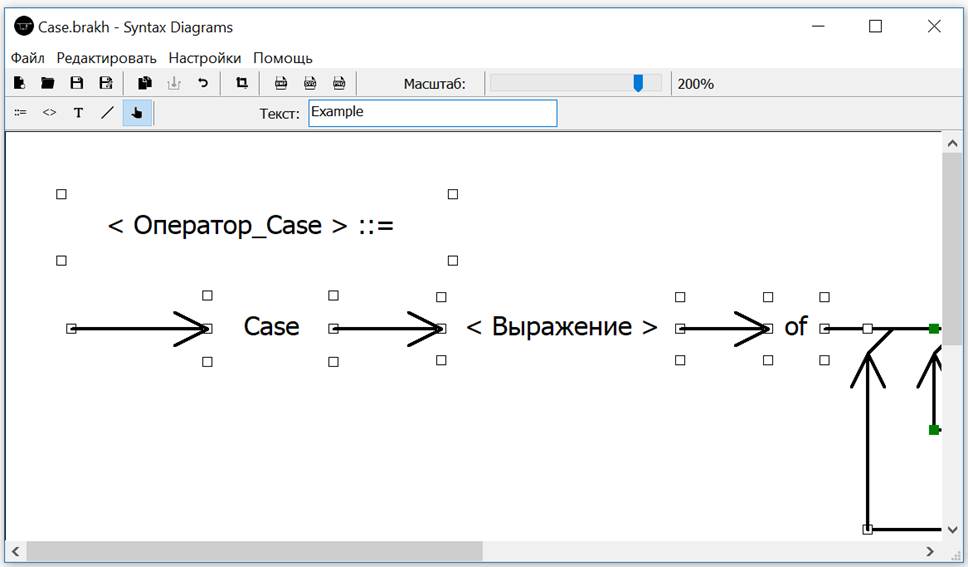 Case.brakh - Syntax Diagrams
Файл Редактировать Настройки Помощь
Масштаб: 200%
::= <> T Текст: Example
< Оператор_Case > ::=
Case < Выражение > of